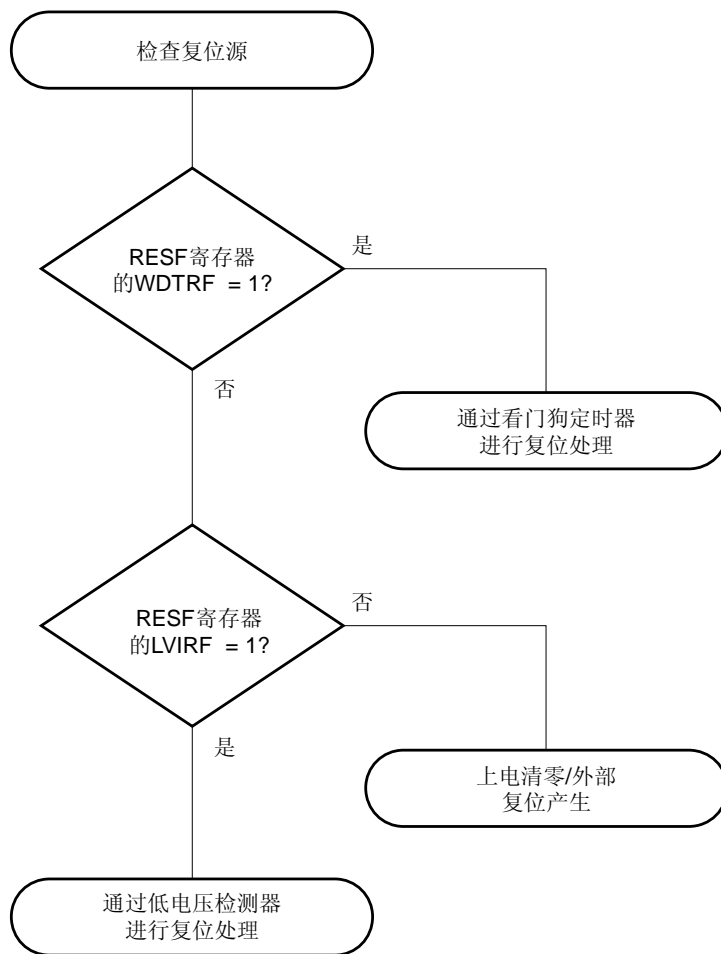 检查复位源
RESF寄存器
的WDTRF = 1?
是
否
通过看门狗定时器
进行复位处理
RESF寄存器
的LVIRF = 1?
否
是
上电清零/外部
复位产生
通过低电压检测器
进行复位处理